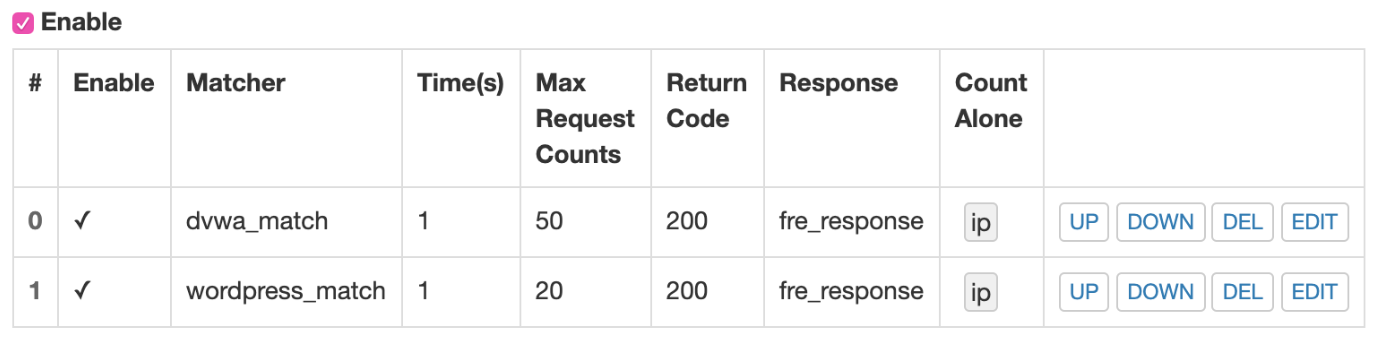 Enable
# Enable Matcher Time(s) Max Request Counts Return Code Response Count Alone
0 ✓ dvwa_match 1 50 200 fre_response ip UP DOWN DEL EDIT
1 ✓ wordpress_match 1 20 200 fre_response ip UP DOWN DEL EDIT